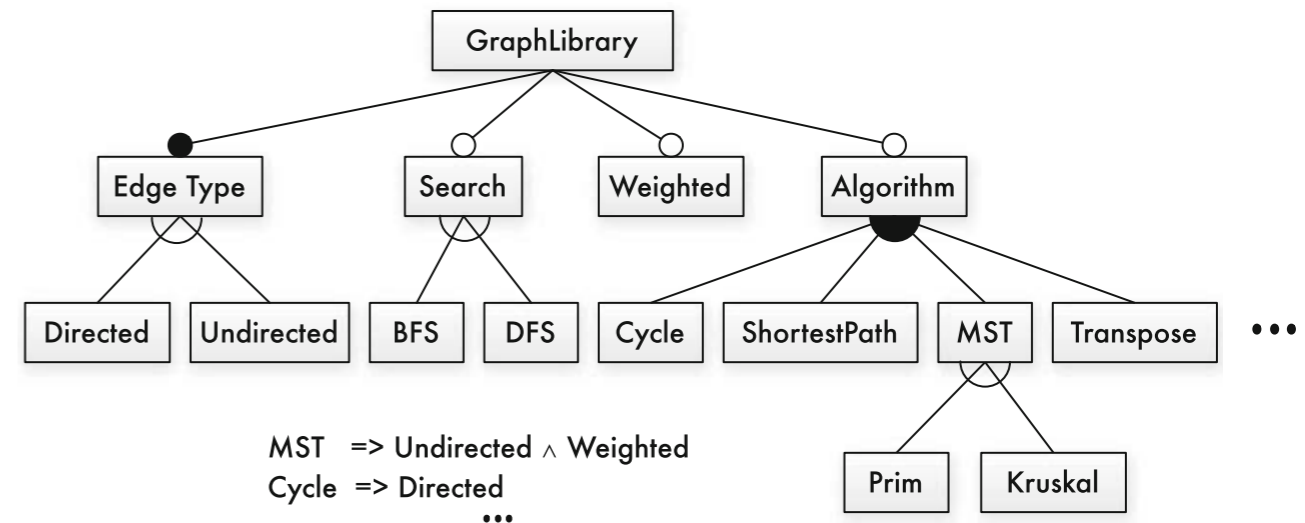 GraphLibrary
Edge Type Search Weighted Algorithm
Directed Undirected BFS DFS Cycle ShortestPath MST Transpose •••
MST => Undirected ∧ Weighted
Prim Kruskal
Cycle => Directed
•••